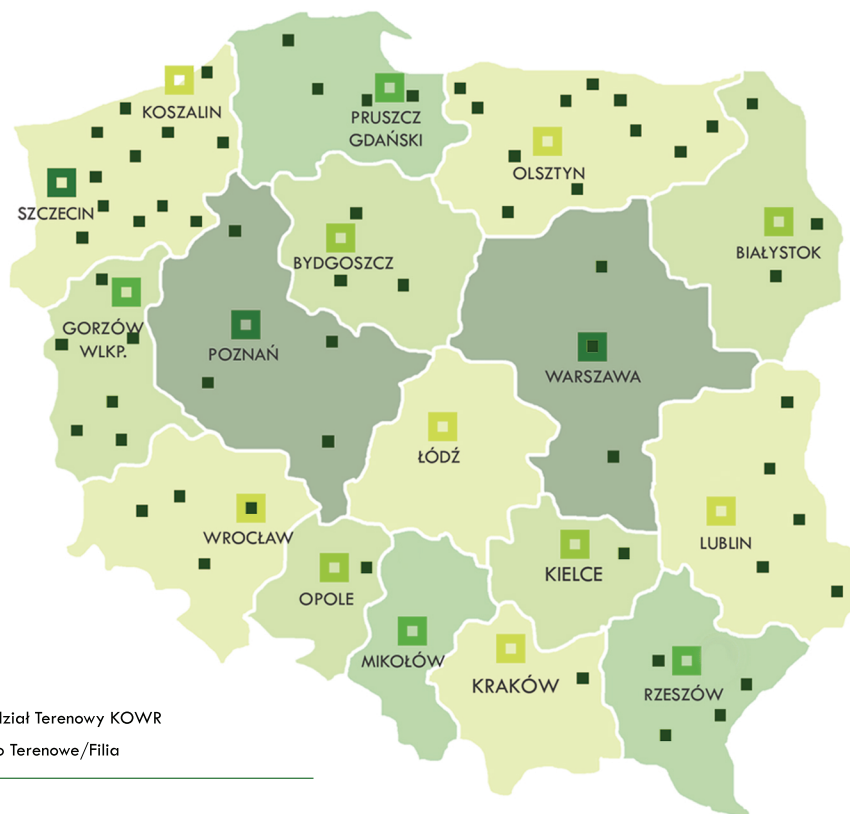 KOSZALIN
PRUSZCZ
GDAŃSKI
OLSZTYN
SZCZECIN
BIAŁYSTOK
BYDGOSZCZ
GORZÓW
WLKP.
POZNAŃ
WARSZAWA
ŁÓDŹ
WROCŁAW
LUBLIN
KIELCE
OPOLE
MIKOŁÓW
KRAKÓW
RZESZÓW
Terenowy KOWR
Terenowe/Filia